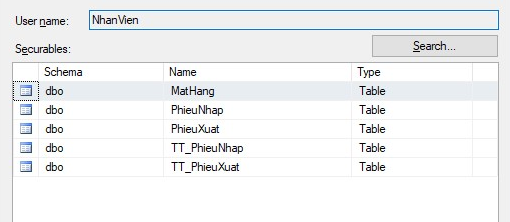 User name: NhanVien
Securables: Search...
Schema Name Type
dbo MatHang Table
dbo PhieuNhap Table
dbo PhieuXuat Table
dbo TT_PhieuNhap Table
dbo TT_PhieuXuat Table